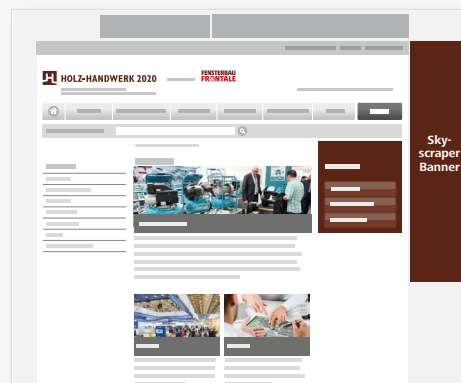 HOLZ-HANDWERK 2020
FENSTERBAU
FRONTALE
Sky-
scraper
Banner